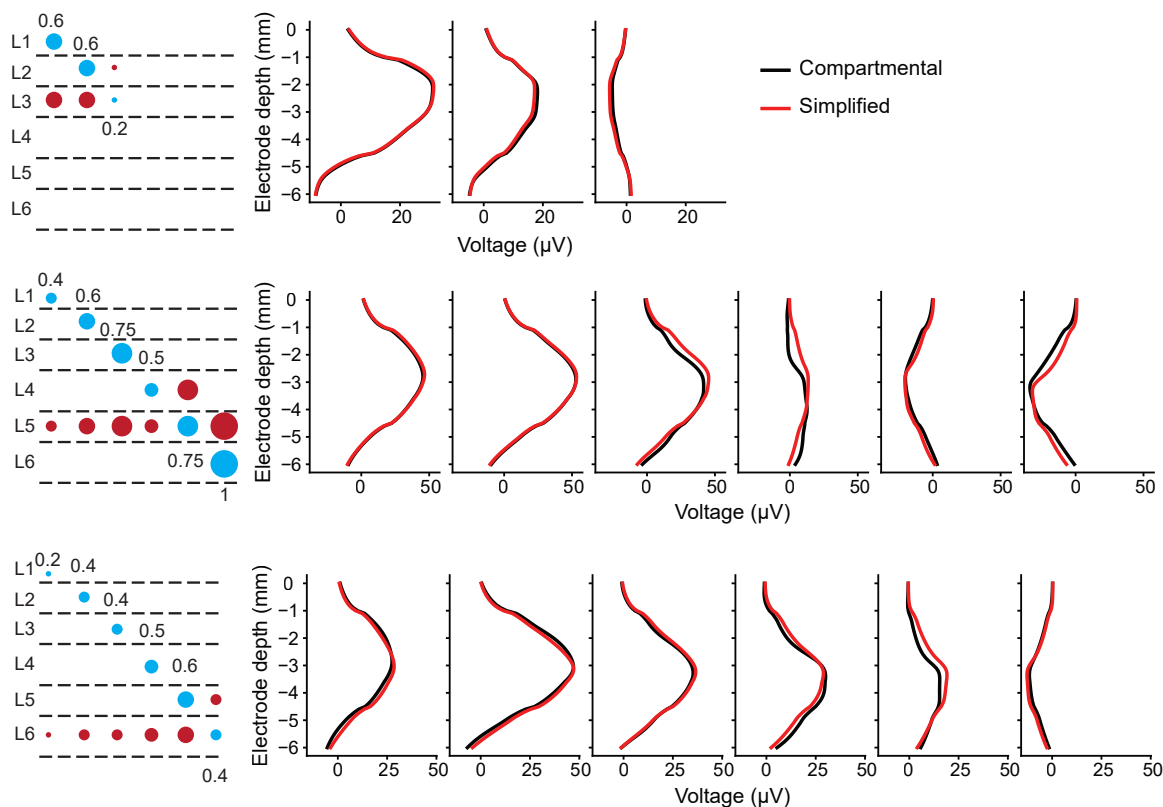 0.6
L1 0.6
L2
L3
0.2
L4
L5
L6
Electrode depth (mm)
0
−1
−2
−3
−4
−5
−6
0 20 0 20 0 20
Voltage (µV)
Compartmental
Simplified
0.4
L1 0.6
L2 0.75
L3 0.5
L4
L5
L6 0.75
1
Electrode depth (mm)
0
−1
−2
−3
−4
−5
−6
0 50 0 50 0 50 0 50 0 50 0 50
Voltage (µV)
0.2 0.4
L1
L2 0.4
L3 0.5
L4 0.6
L5
L6
0.4
Electrode depth (mm)
0
−1
−2
−3
−4
−5
−6
0 25 50 0 25 50 0 25 50 0 25 50 0 25 50 0 25 50
Voltage (µV)